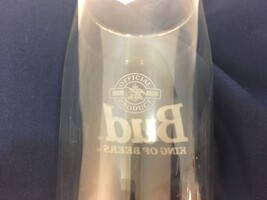 OFFICIAL
PRODUCT
Bud
KING OF BEERS